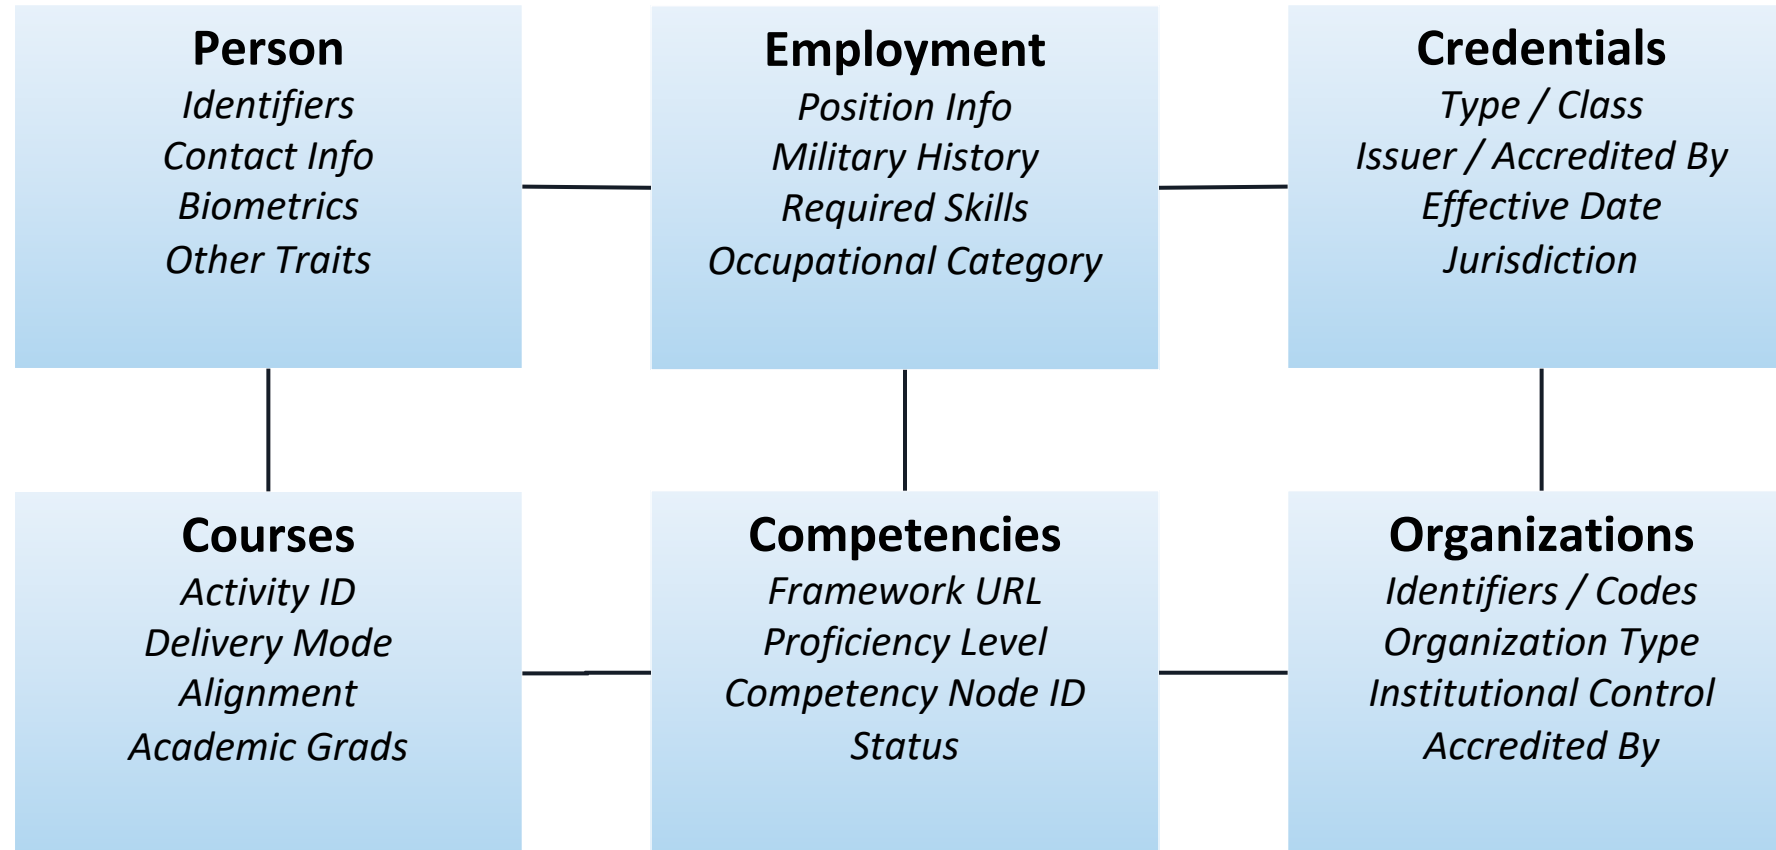 Person
Identifiers
Contact Info
Biometrics
Other Traits
Employment
Position Info
Military History
Required Skills
Occupational Category
Credentials
Type / Class
Issuer / Accredited By
Effective Date
Jurisdiction
Courses
Activity ID
Delivery Mode
Alignment
Academic Grads
Competencies
Framework URL
Proficiency Level
Competency Node ID
Status
Organizations
Identifiers / Codes
Organization Type
Institutional Control
Accredited By